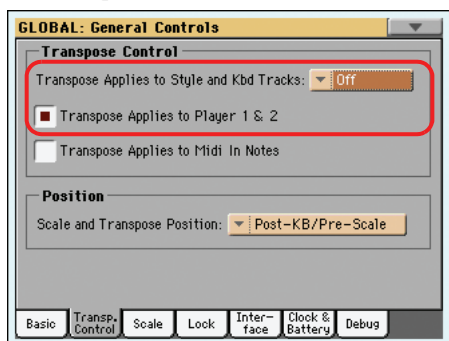 GLOBAL: General Controls
Transpose Control
Transpose Applies to Style and Kbd Tracks: Off
Transpose Applies to Player 1 & 2
Transpose Applies to Midi In Notes
Position
Scale and Transpose Position: Post-KB/Pre-Scale
Basic Transp. Control Scale Lock Inter-face Clock & Battery Debug